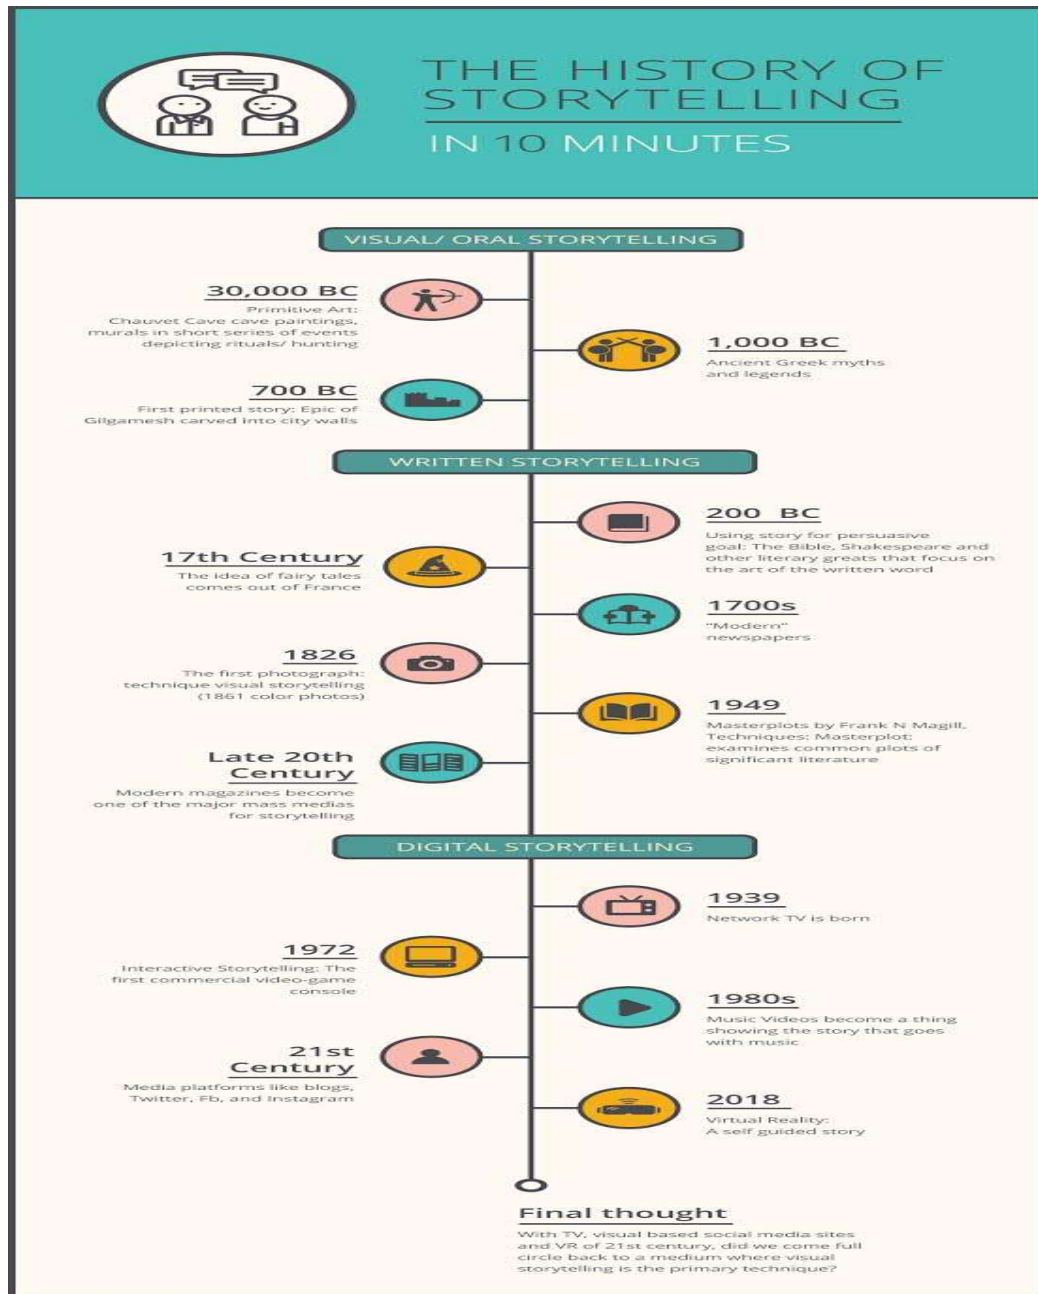 THE HISTORY OF
STORYTELLING
IN 10 MINUTES
VISUAL/ ORAL STORYTELLING
30,000 BC
Primitive Art:
Chauvet Cave cave paintings,
murals in short series of events
depicting rituals/ hunting
1,000 BC
Ancient Greek myths
and legends
700 BC
First printed story: Epic of
Gilgamesh carved into city walls
WRITTEN STORYTELLING
200 BC
Using story for persuasive
goal: The Bible, Shakespeare and
other literary greats that focus on
the art of the written word
17th Century
The idea of fairy tales
comes out of France
1700s
"Modern"
newspapers
1826
The first photograph:
technique visual storytelling
(1861 color photos)
1949
Masterplots by Frank N Magill,
Techniques: Masterplot:
examines common plots of
significant literature
Late 20th
Century
Modern magazines become
one of the major mass medias
for storytelling
DIGITAL STORYTELLING
1939
Network TV is born
1972
Interactive Storytelling: The
first commercial video-game
console
1980s
Music Videos become a thing
showing the story that goes
with music
21st
Century
Media platforms like blogs,
Twitter, Fb, and Instagram
2018
Virtual Reality:
A self guided story
Final thought
With TV, visual based social media sites
and VR of 21st century, did we come full
circle back to a medium where visual
storytelling is the primary technique?